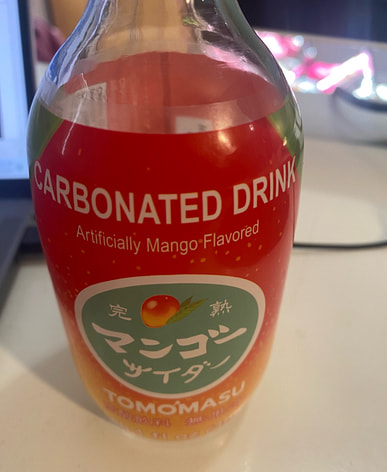 CARBONATED DRINK
Artificially Mango Flavored
完熟
マンゴー
サイダー
TOMOMASU